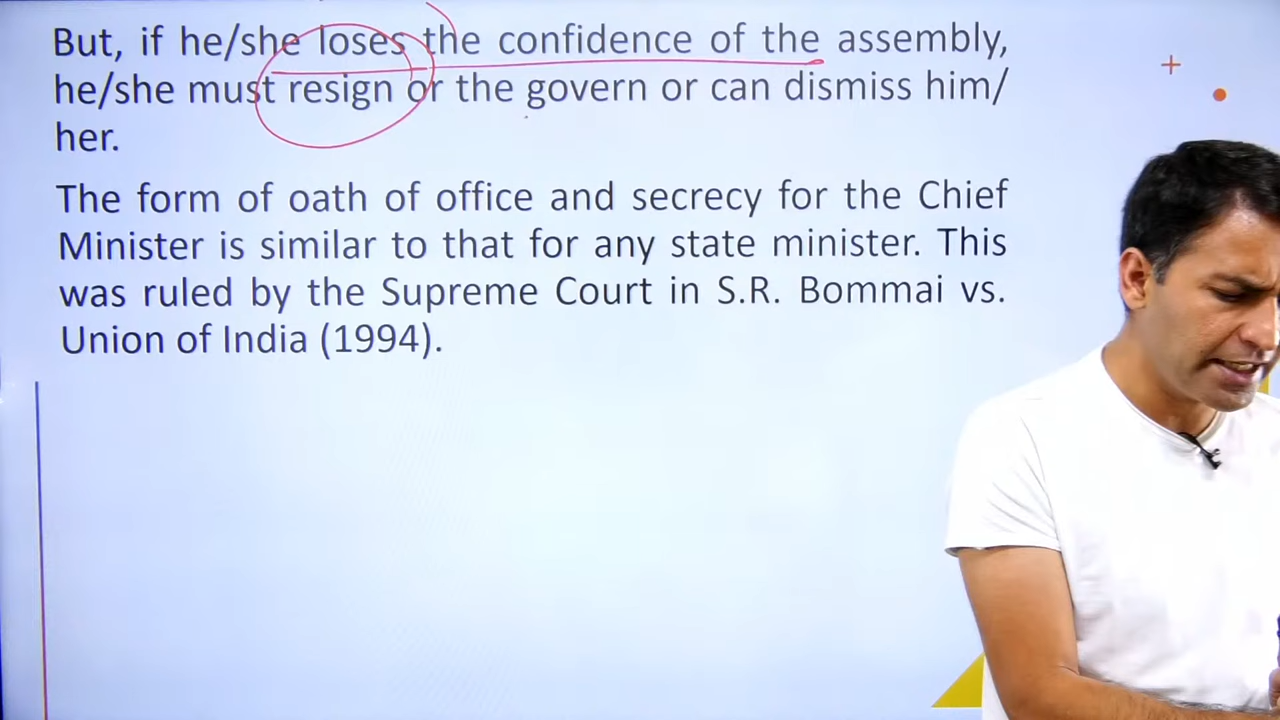 But, if he/she loses the confidence of the assembly,
he/she must resign or the govern or can dismiss him/
her.
The form of oath of office and secrecy for the Chief
Minister is similar to that for any state minister. This
was ruled by the Supreme Court in S.R. Bommai vs.
Union of India (1994).